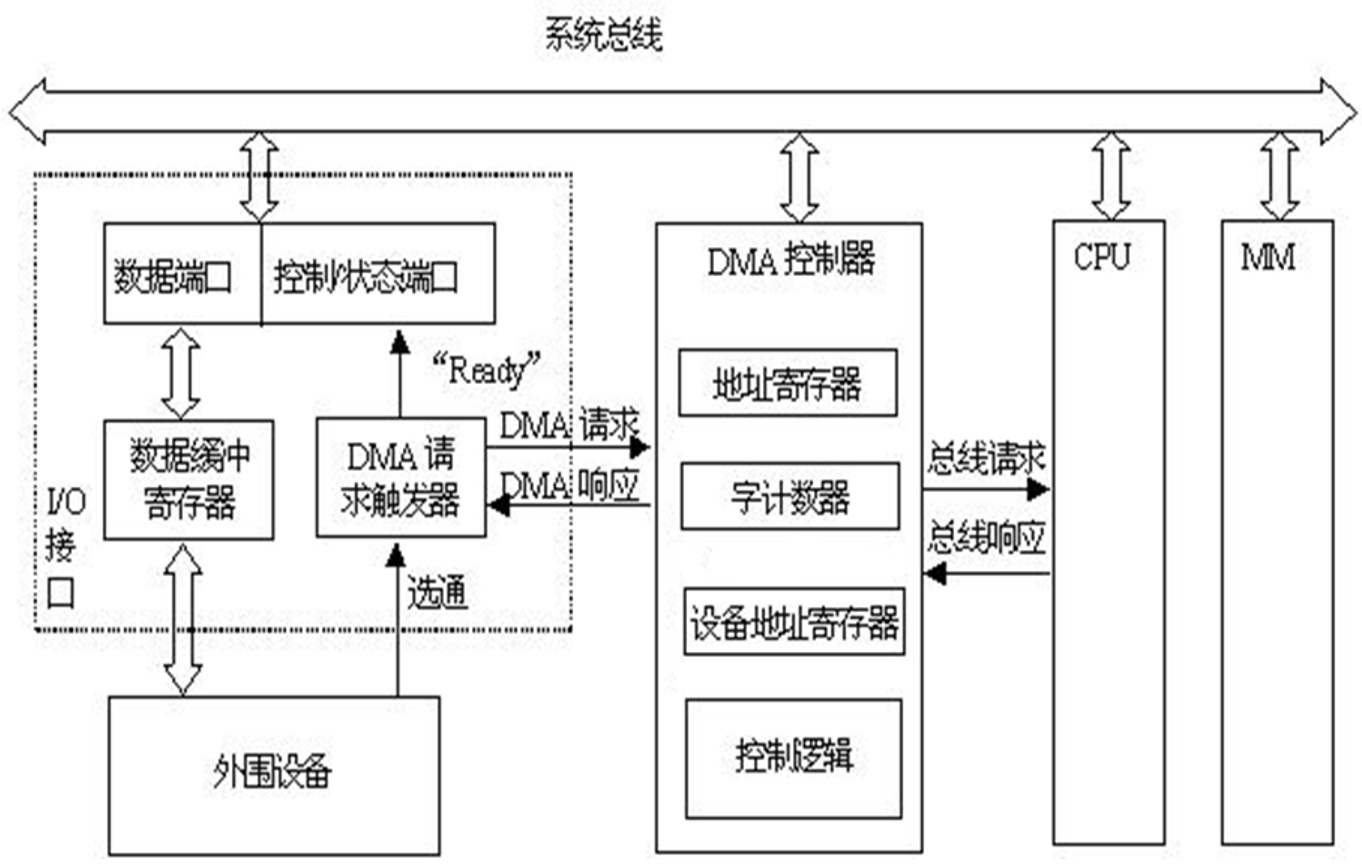 系统总线
数据端口
控制/状态端口
“Ready”
数据缓冲
寄存器
DMA 请
求触发器
I/O
接
口
选通
外围设备
DMA 请求
DMA 响应
DMA 控制器
地址寄存器
字计数器
设备地址寄存器
控制逻辑
总线请求
总线响应
CPU
MM